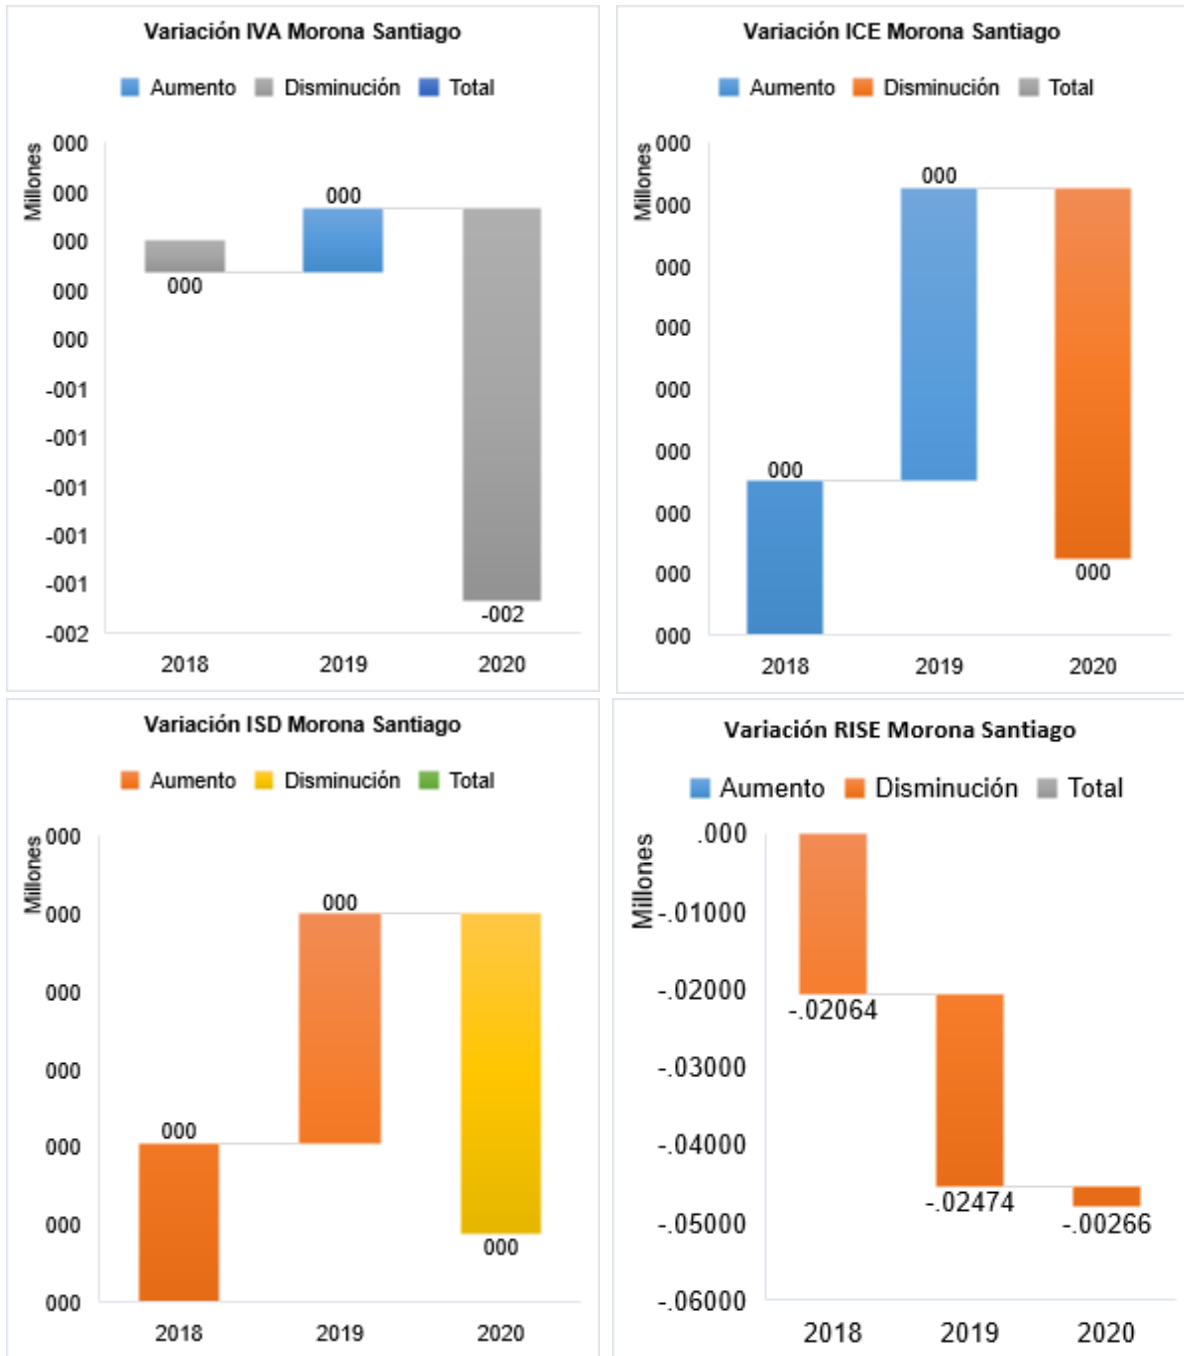 Variación IVA Morona Santiago
Aumento Disminución Total
Millones
000
000
000
000
000
-001
-001
-001
-001
-001
-002
000
000
-002
2018 2019 2020
Variación ICE Morona Santiago
Aumento Disminución Total
Millones
000
000
000
000
000
000
000
000
000
000
000
000
2018 2019 2020
Variación ISD Morona Santiago
Aumento Disminución Total
Millones
000
000
000
000
000
000
000
000
000
000
2018 2019 2020
Variación RISE Morona Santiago
Aumento Disminución Total
Millones
.000
-.01000
-.02000
-.03000
-.04000
-.05000
-.06000
-.02064
-.02474
-.00266
2018 2019 2020